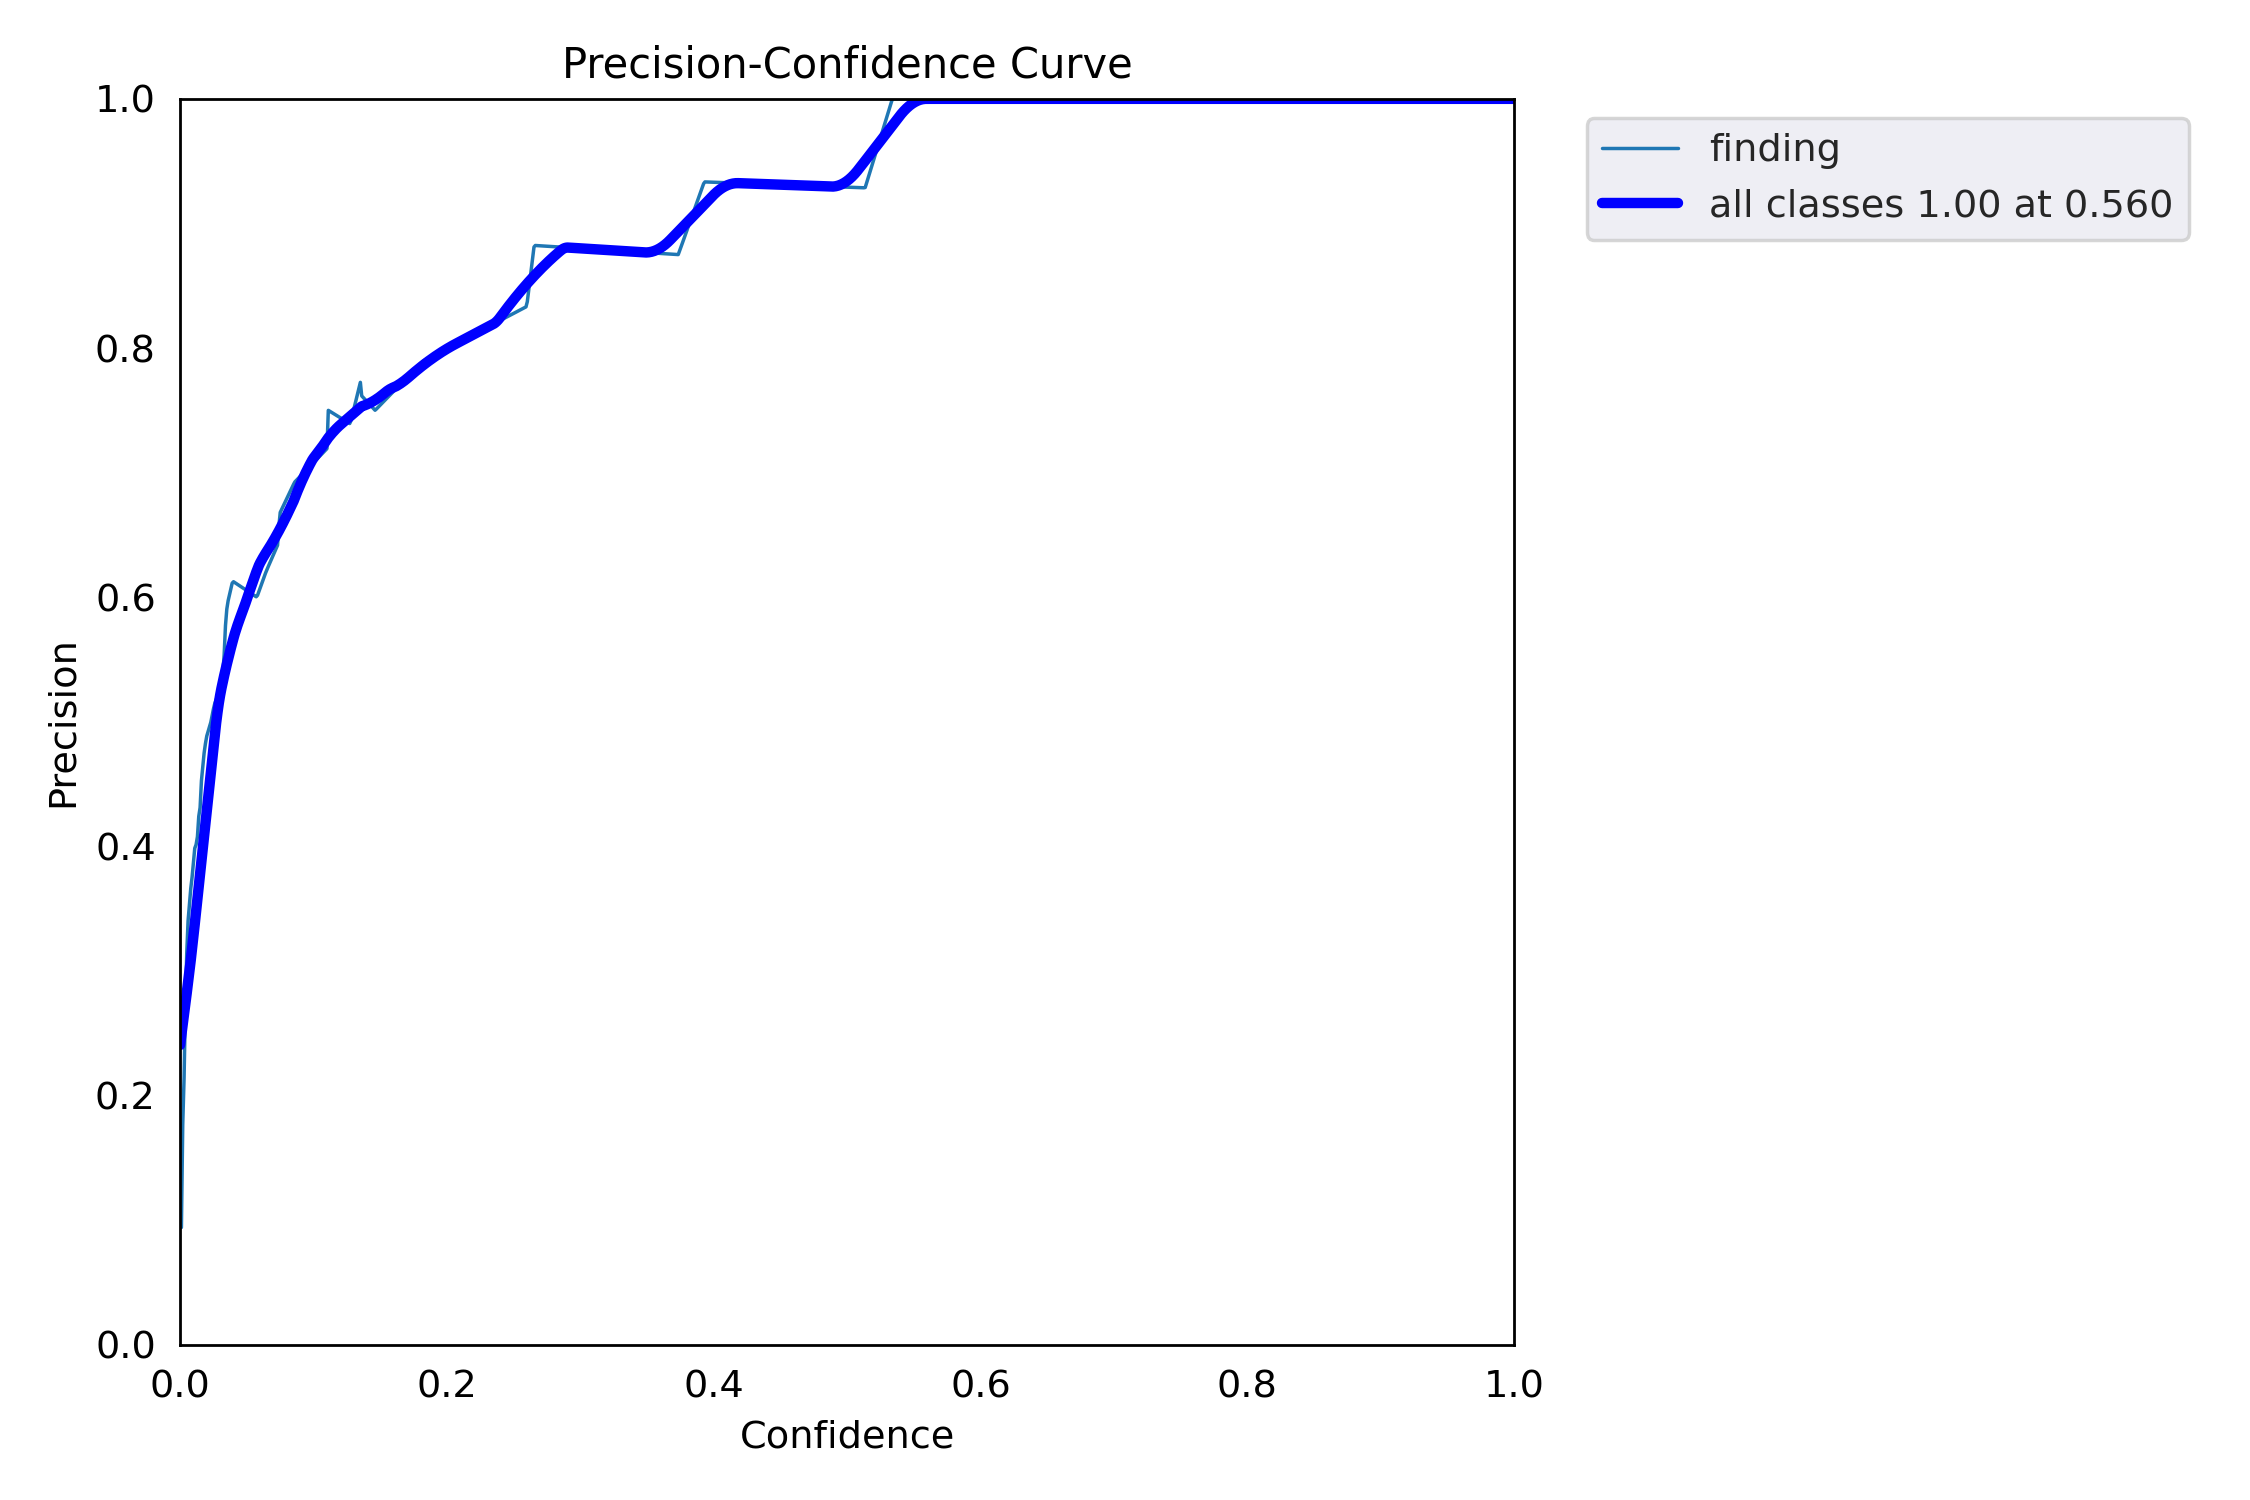 Precision-Confidence Curve
1.0
0.8
0.6
0.4
0.2
0.0
Precision
0.0 0.2 0.4 0.6 0.8 1.0
Confidence
finding
all classes 1.00 at 0.560